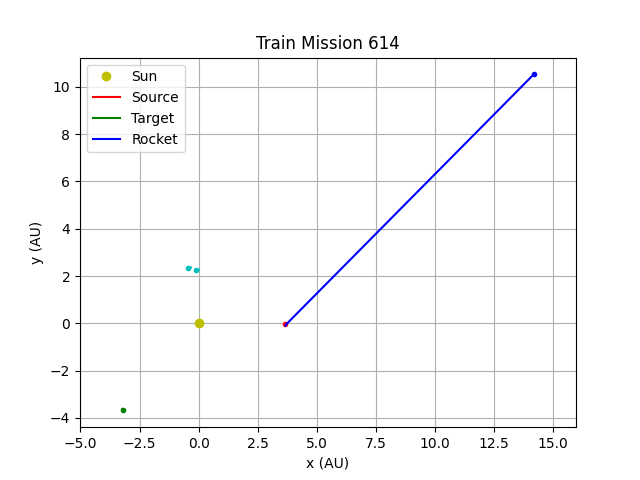 Train Mission 614
Sun
Source
Target
Rocket
10
8
6
4
2
0
−2
−4
y (AU)
−5.0 −2.5 0.0 2.5 5.0 7.5 10.0 12.5 15.0
x (AU)